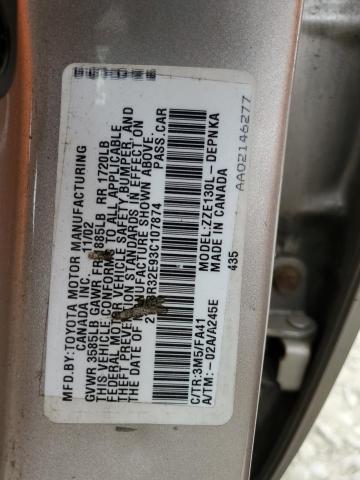 MFD.BY:TOYOTA MOTOR MANUFACTURING
CANADA INC. 11/02
GVWR 3585LB GAWR FR 1885LB RR 1720LB
THIS VEHICLE CONFORMS TO ALL APPLICABLE
FEDERAL MOTOR VEHICLE SAFETY, BUMPER, AND
THEFT PREVENTION STANDARDS IN EFFECT ON
THE DATE OF MANUFACTURE SHOWN ABOVE.
BR32E93C107874 PASS.CAR
C/TR:3M5/FA41 MODEL:ZZE130L-DEPNKA
A/TM:-02A/A245E MADE IN CANADA
435
AA02146277